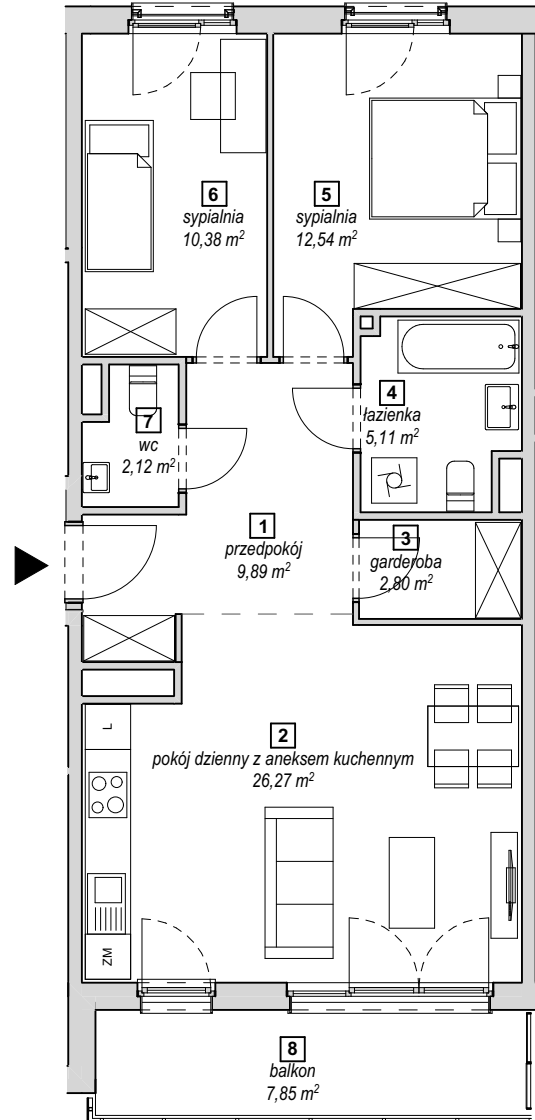 6
sypialnia
10,38 m²
5
sypialnia
12,54 m²
4
łazienka
5,11 m²
7
wc
2,12 m²
1
przedpokój
9,89 m²
3
garderoba
2,80 m²
2
pokój dzienny z aneksem kuchennym
26,27 m²
L
ZM
8
balkon
7,85 m²